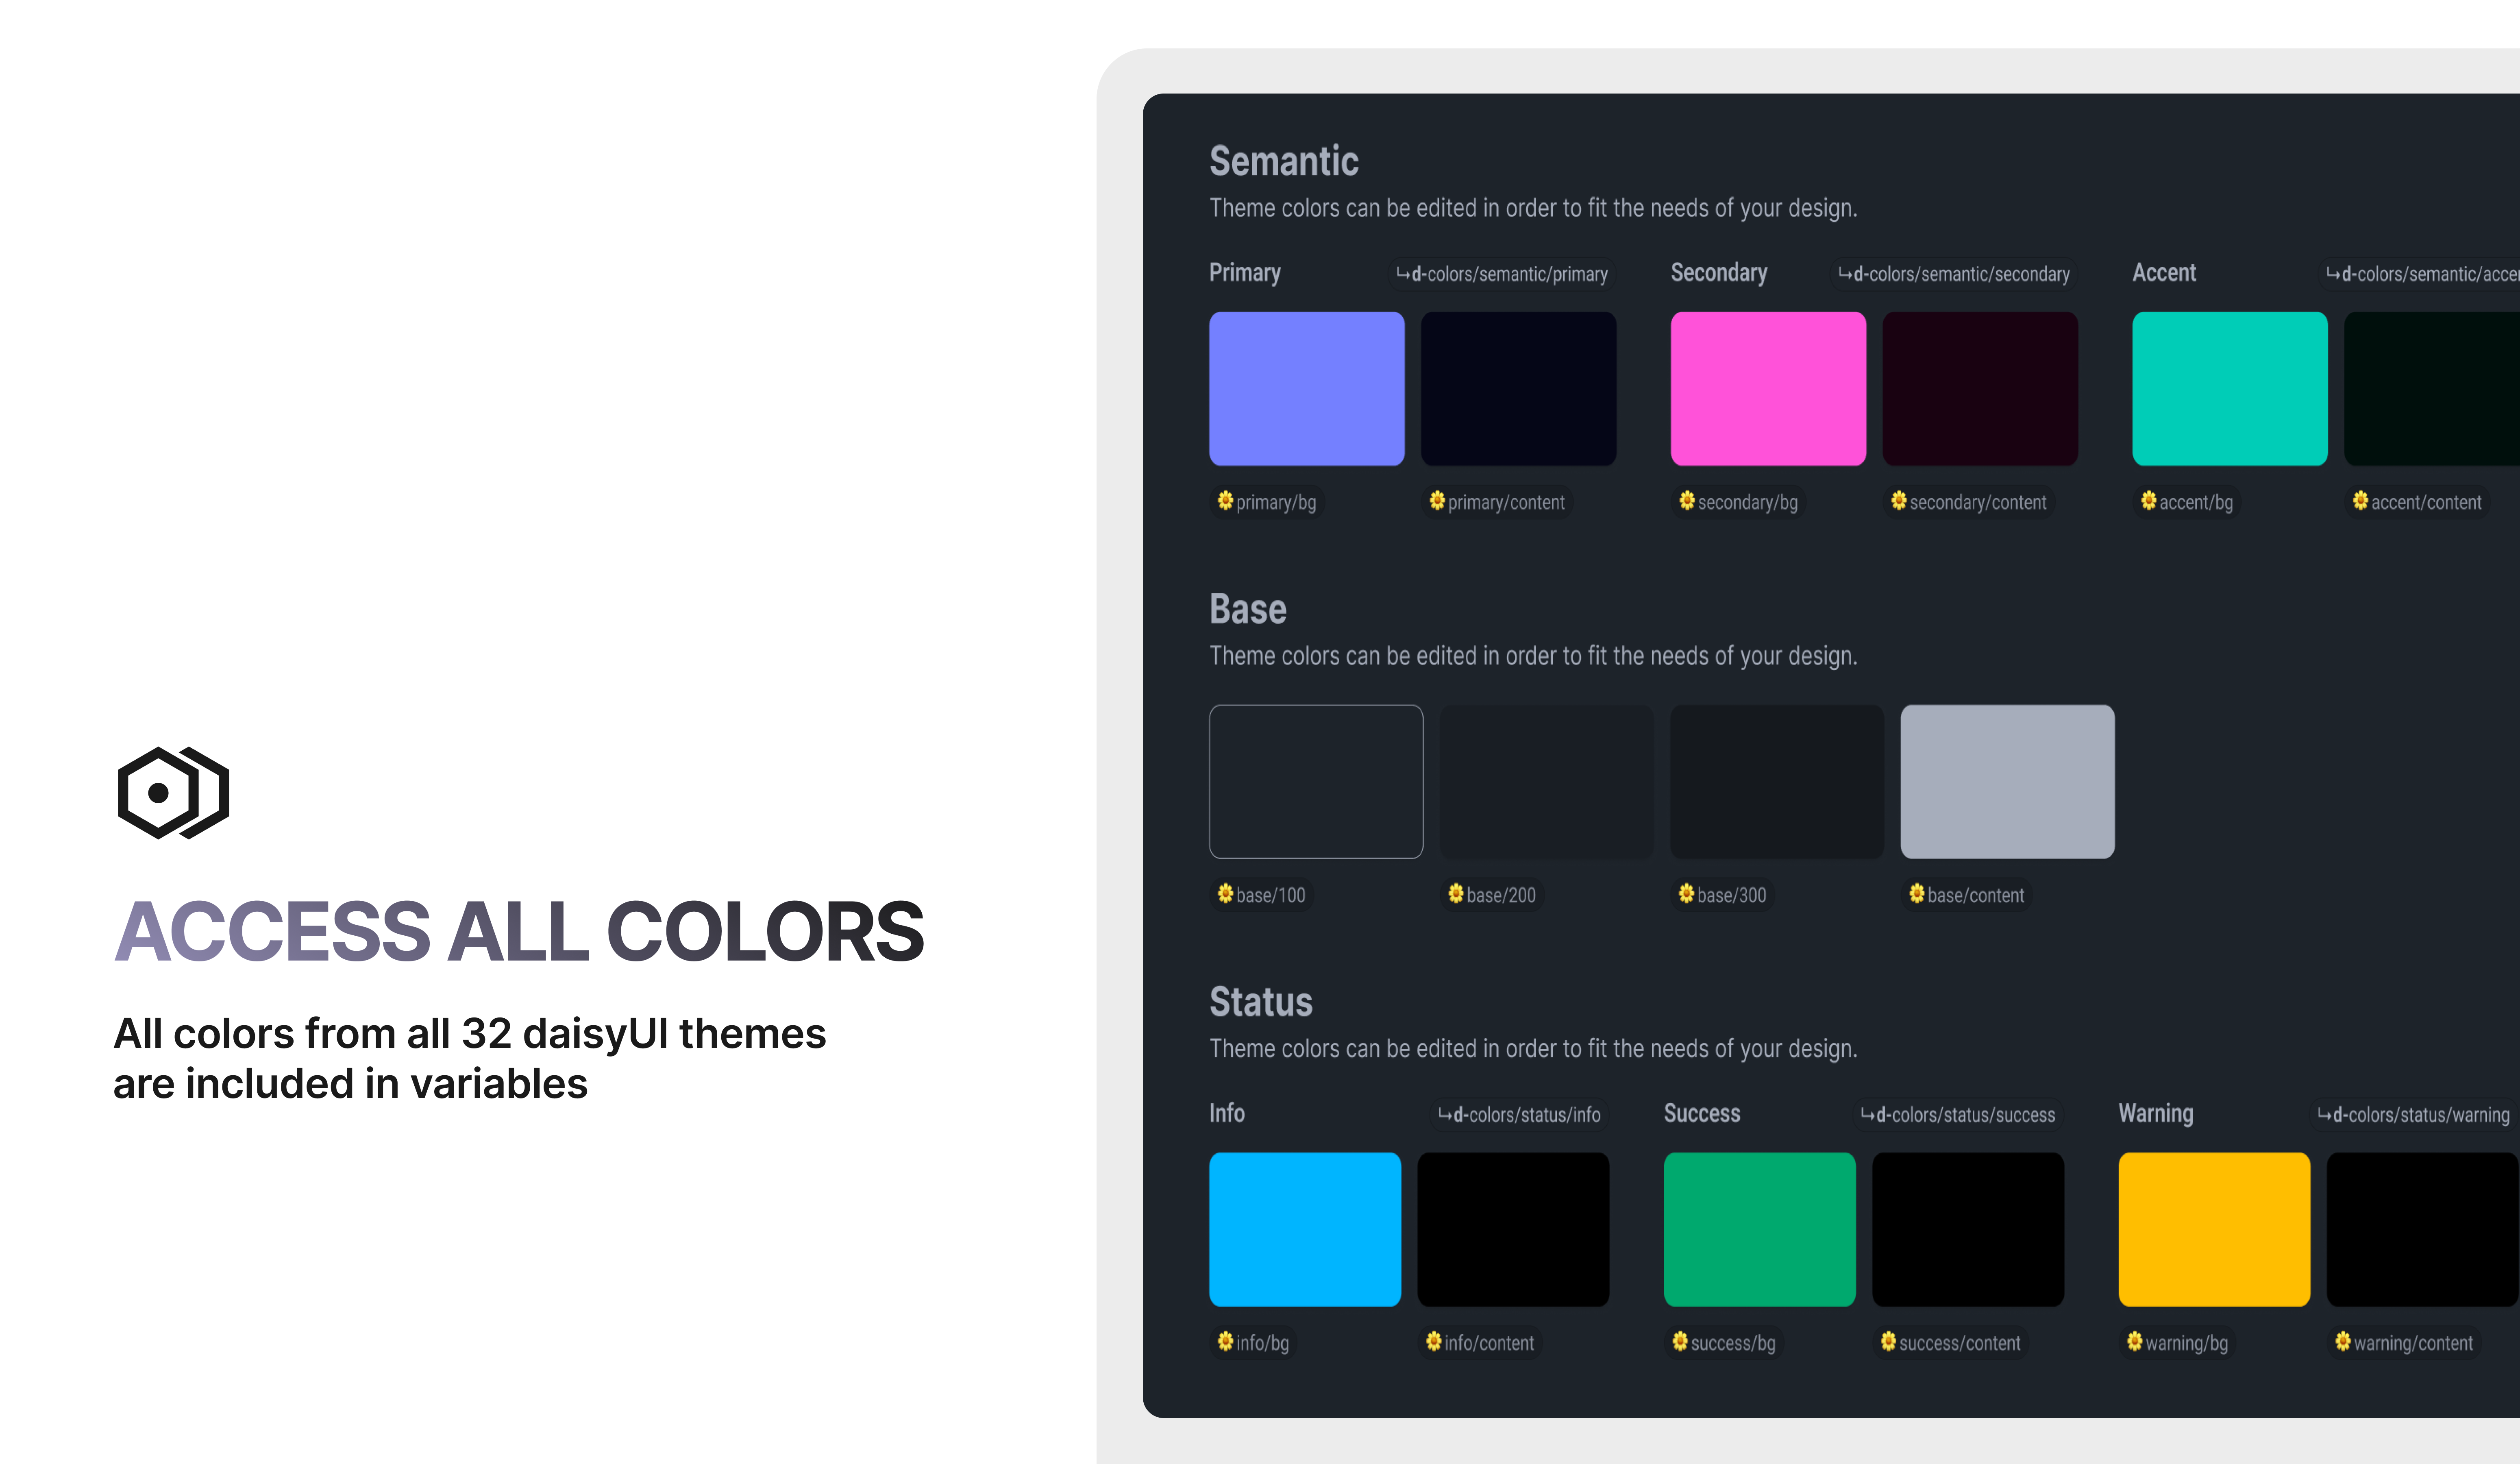 ACCESS ALL COLORS
All colors from all 32 daisyUI themes
are included in variables
Semantic
Theme colors can be edited in order to fit the needs of your design.
Primary ↳d-colors/semantic/primary Secondary ↳d-colors/semantic/secondary Accent ↳d-colors/semantic/accen
🌼primary/bg 🌼primary/content 🌼secondary/bg 🌼secondary/content 🌼accent/bg 🌼accent/content
Base
Theme colors can be edited in order to fit the needs of your design.
🌼base/100 🌼base/200 🌼base/300 🌼base/content
Status
Theme colors can be edited in order to fit the needs of your design.
Info ↳d-colors/status/info Success ↳d-colors/status/success Warning ↳d-colors/status/warning
🌼info/bg 🌼info/content 🌼success/bg 🌼success/content 🌼warning/bg 🌼warning/content